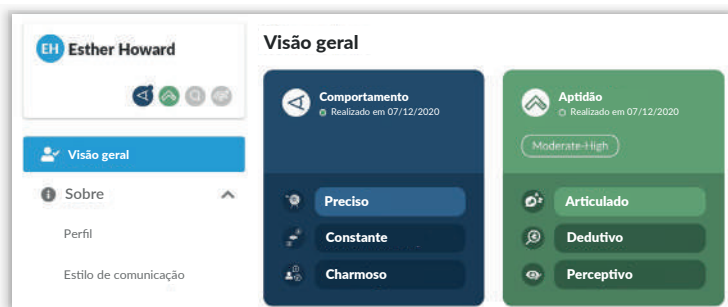 EH Esther Howard
Visão geral
Sobre
Perfil
Estilo de comunicação
Visão geral
Comportamento
Realizado em 07/12/2020
Preciso
Constante
Charmoso
Aptidão
Realizado em 07/12/2020
Moderate-High
Articulado
Dedutivo
Perceptivo